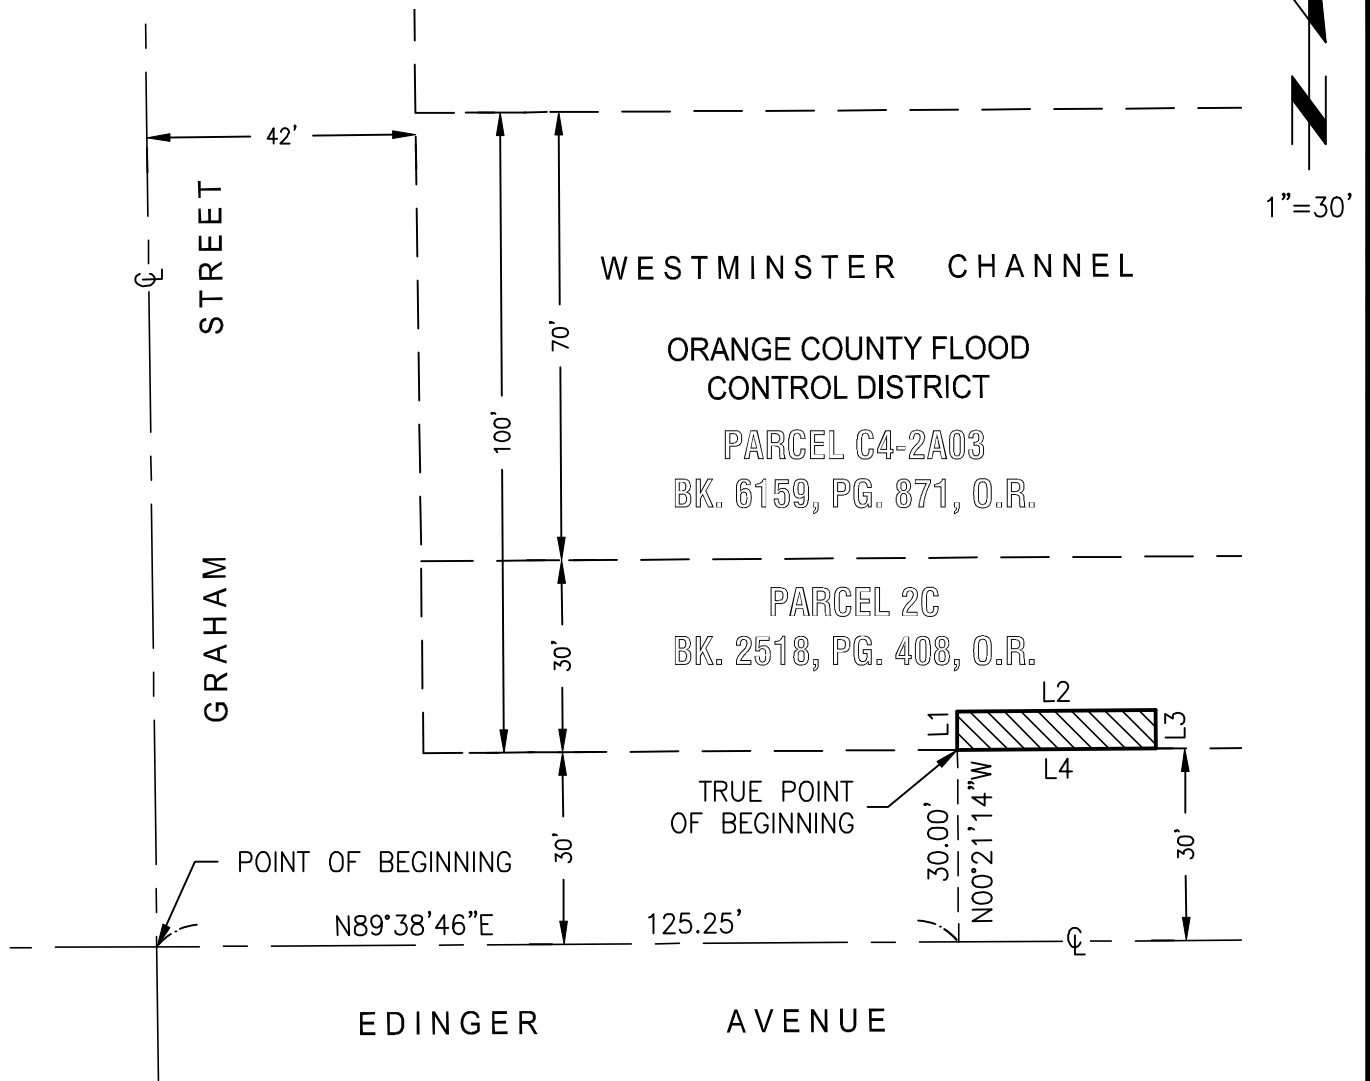 42'
1"=30'
STREET
℄
WESTMINSTER CHANNEL
70'
ORANGE COUNTY FLOOD
CONTROL DISTRICT
100'
PARCEL C4-2A03
BK. 6159, PG. 871, O.R.
GRAHAM
PARCEL 2C
BK. 2518, PG. 408, O.R.
30'
L1
L2
L3
L4
TRUE POINT
OF BEGINNING
30.00'
N00°21'14"W
30'
30'
POINT OF BEGINNING
N89°38'46"E
125.25'
℄
EDINGER AVENUE